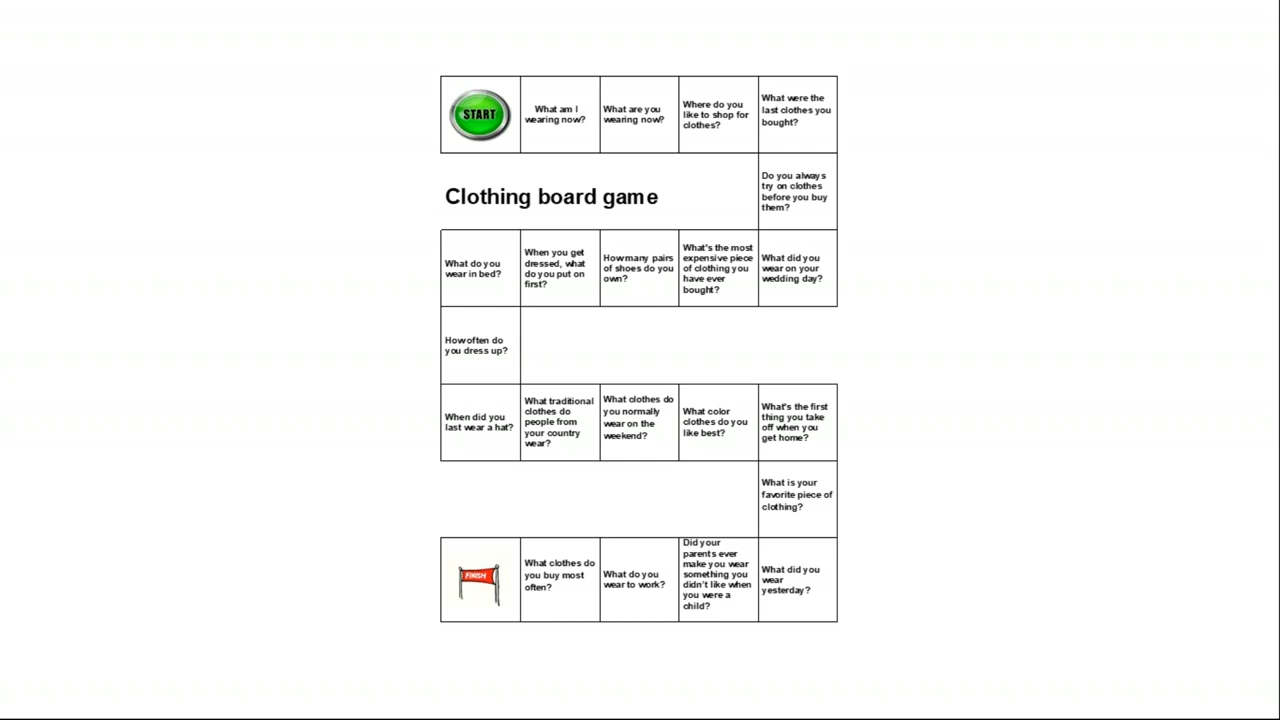 START
What am I
wearing now?
What are you
wearing now?
Where do you
like to shop for
clothes?
What were the
last clothes you
bought?
Clothing board game
Do you always
try on clothes
before you buy
them?
What do you
wear in bed?
When you get
dressed, what
do you put on
first?
How many pairs
of shoes do you
own?
What's the most
expensive piece
of clothing you
have ever
bought?
What did you
wear on your
wedding day?
How often do
you dress up?
When did you
last wear a hat?
What traditional
clothes do
people from
your country
wear?
What clothes do
you normally
wear on the
weekend?
What color
clothes do you
like best?
What's the first
thing you take
off when you
get home?
What is your
favorite piece of
clothing?
FINISH
What clothes do
you buy most
often?
What do you
wear to work?
Did your
parents ever
make you wear
something you
didn't like when
you were a
child?
What did you
wear
yesterday?